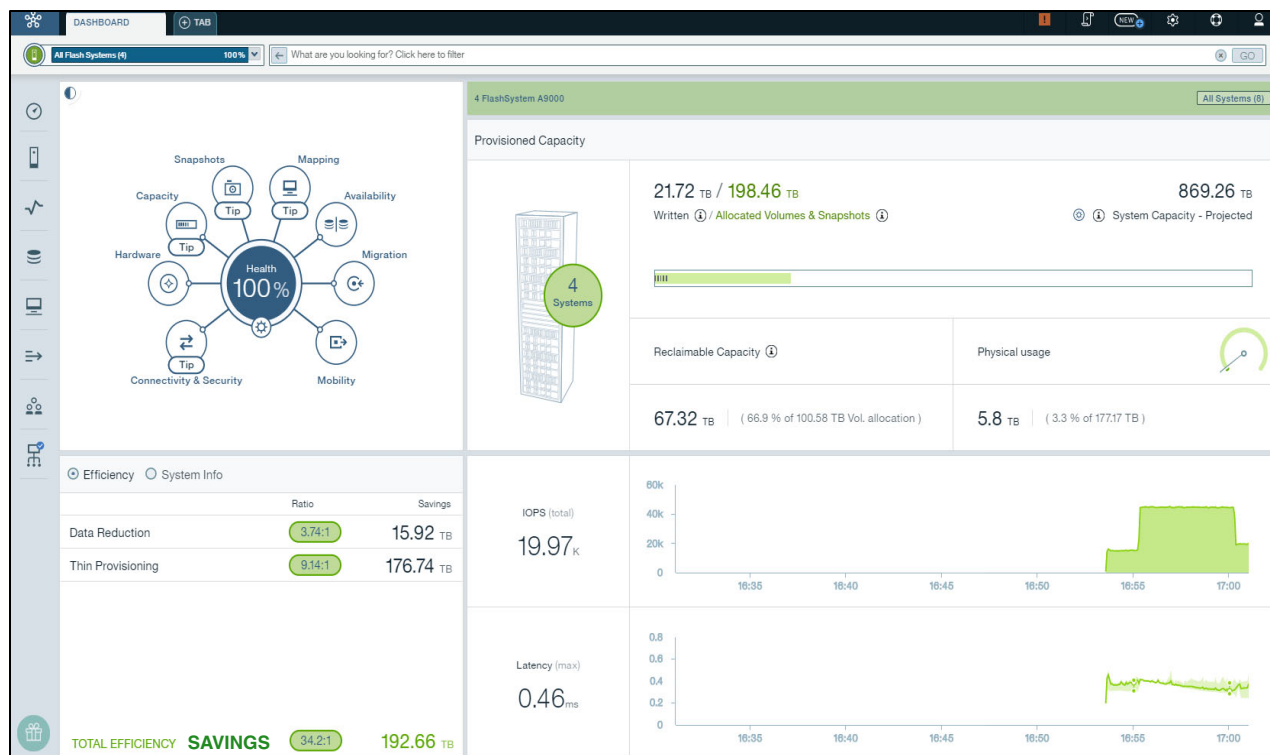 DASHBOARD
TAB
NEW
All Flash Systems (4) 100%
What are you looking for? Click here to filter
GO
Snapshots
Mapping
Capacity
Availability
Tip
Tip
Tip
Hardware
Migration
Health
100%
Tip
Connectivity & Security
Mobility
4 FlashSystem A9000
All Systems (6)
Provisioned Capacity
4
Systems
21.72 TB / 198.46 TB
869.26 TB
Written / Allocated Volumes & Snapshots
System Capacity - Projected
Reclaimable Capacity
Physical usage
67.32 TB ( 66.9 % of 100.58 TB Vol. allocation )
5.8 TB ( 3.3 % of 177.17 TB )
Efficiency
System Info
Ratio Savings
Data Reduction 3.74:1 15.92 TB
Thin Provisioning 9.14:1 176.74 TB
TOTAL EFFICIENCY SAVINGS 34.2:1 192.66 TB
IOPS (total)
19.97 K
60k
40k
20k
0
16:35 16:40 16:45 16:50 16:55 17:00
Latency (max)
0.46 ms
0.8
0.6
0.4
0.2
0
16:35 16:40 16:45 16:50 16:55 17:00